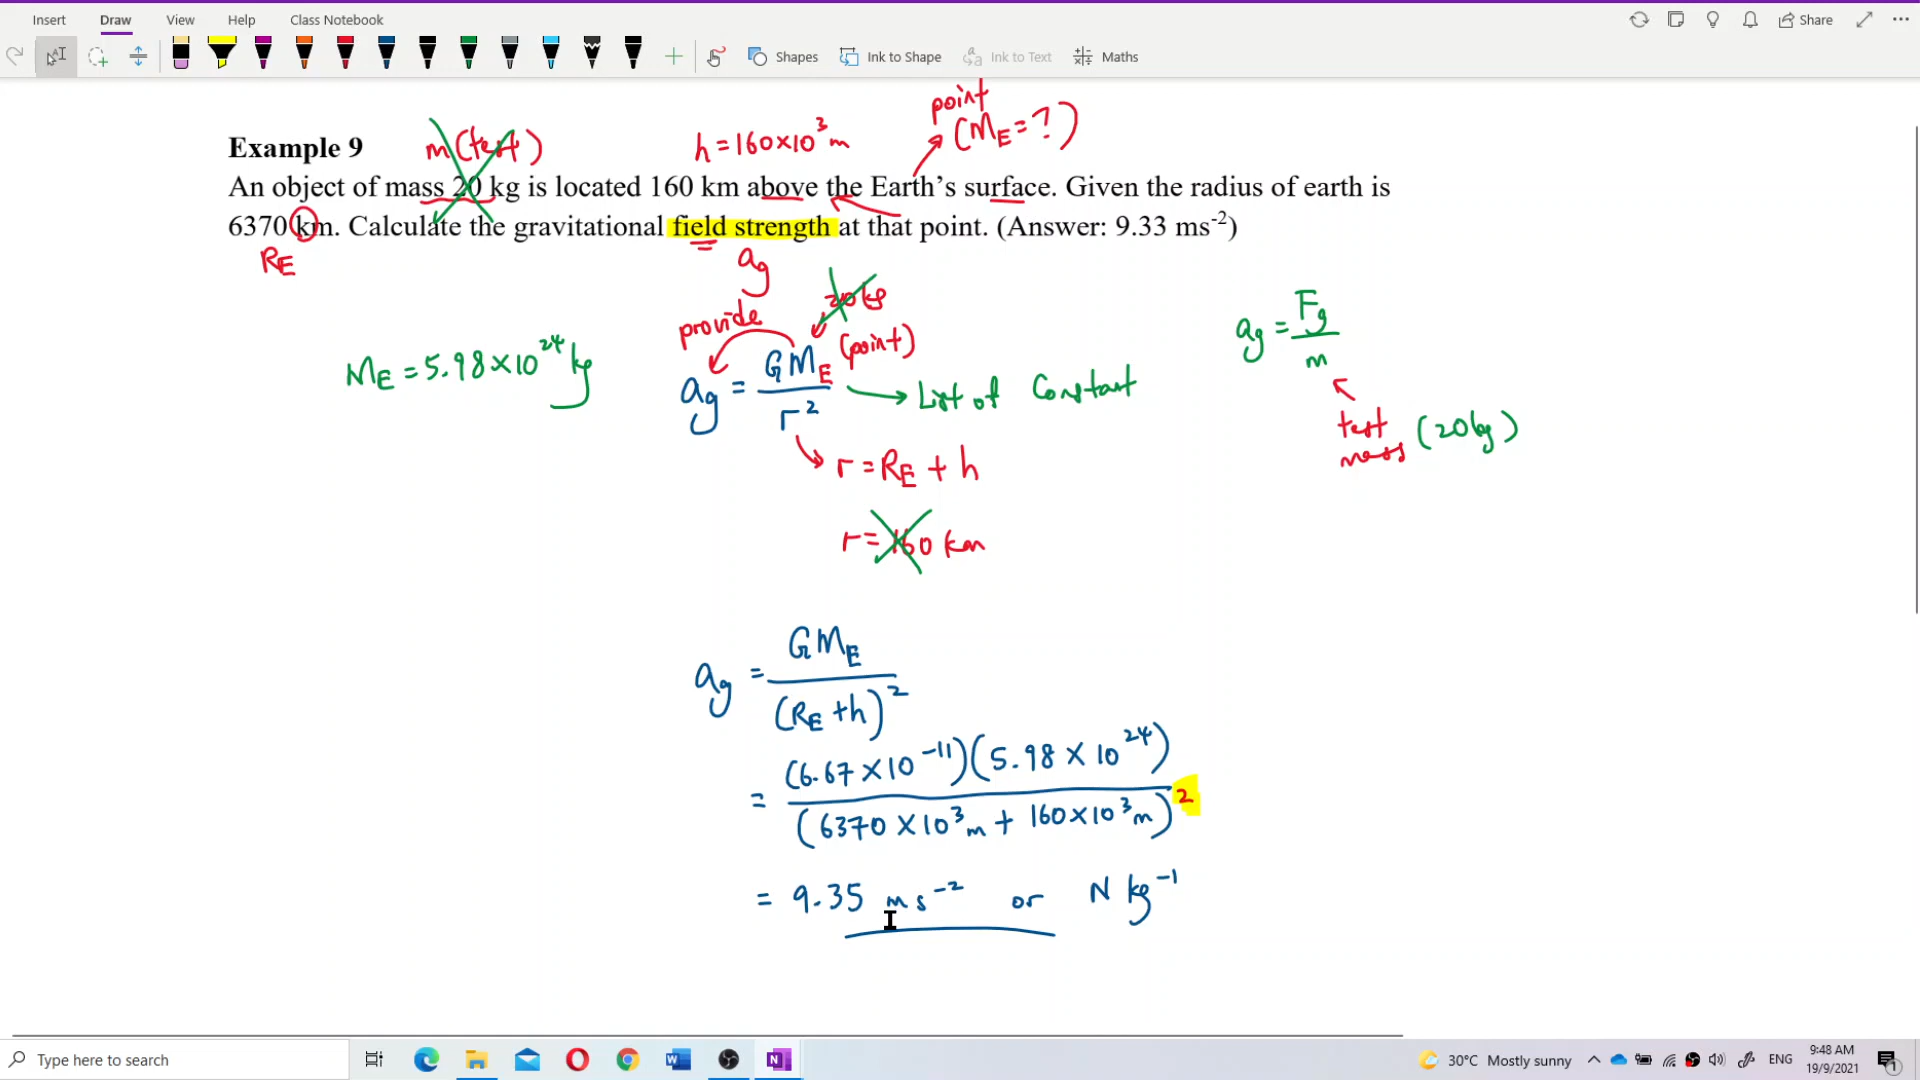 Insert Draw View Help Class Notebook Share
Shapes Ink to Shape Ink to Text Maths
point
(ME = ?)
Example 9 m (test) h = 160×10³ m
An object of mass 20 kg is located 160 km above the Earth's surface. Given the radius of earth is
6370 km. Calculate the gravitational field strength at that point. (Answer: 9.33 ms⁻²)
RE
ag
20 kg
provide
(point)
ME = 5.98×10²⁴ kg
ag = GME / r²
List of Constant
ag = Fg / m
test mass (20kg)
r = RE + h
r = 160 km
ag = GME / (RE + h)²
= (6.67×10⁻¹¹)(5.98×10²⁴) / (6370×10³m + 160×10³m)²
= 9.35 ms⁻² or N kg⁻¹
Type here to search
30°C Mostly sunny
ENG
9:48 AM
19/9/2021
1